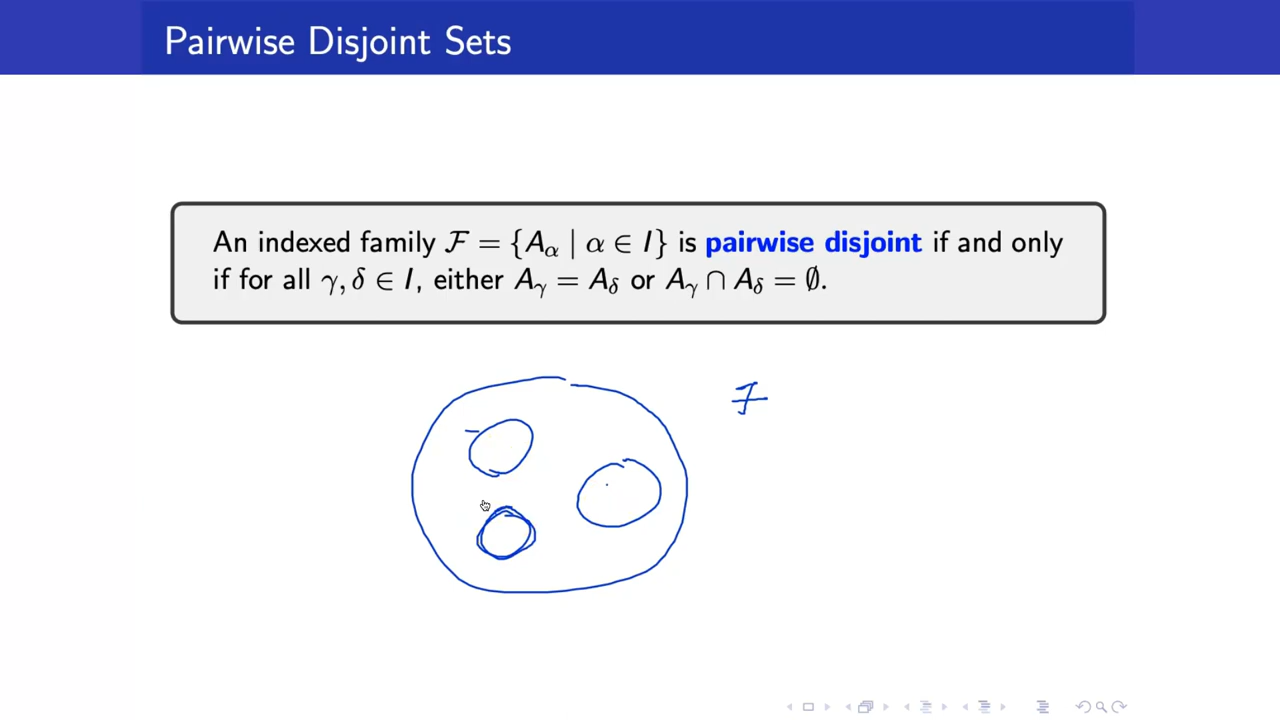 Pairwise Disjoint Sets
An indexed family ℱ = {A_α | α ∈ I} is pairwise disjoint if and only
if for all γ, δ ∈ I, either A_γ = A_δ or A_γ ∩ A_δ = ∅.
ℱ